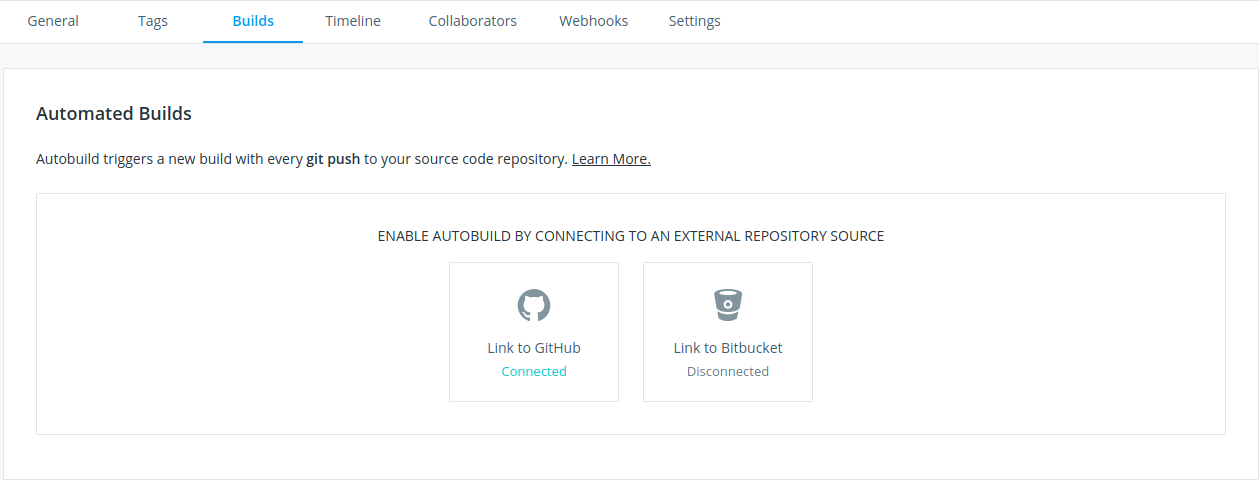 General Tags Builds Timeline Collaborators Webhooks Settings
Automated Builds
Autobuild triggers a new build with every git push to your source code repository. Learn More.
ENABLE AUTOBUILD BY CONNECTING TO AN EXTERNAL REPOSITORY SOURCE
Link to GitHub Link to Bitbucket
Connected Disconnected